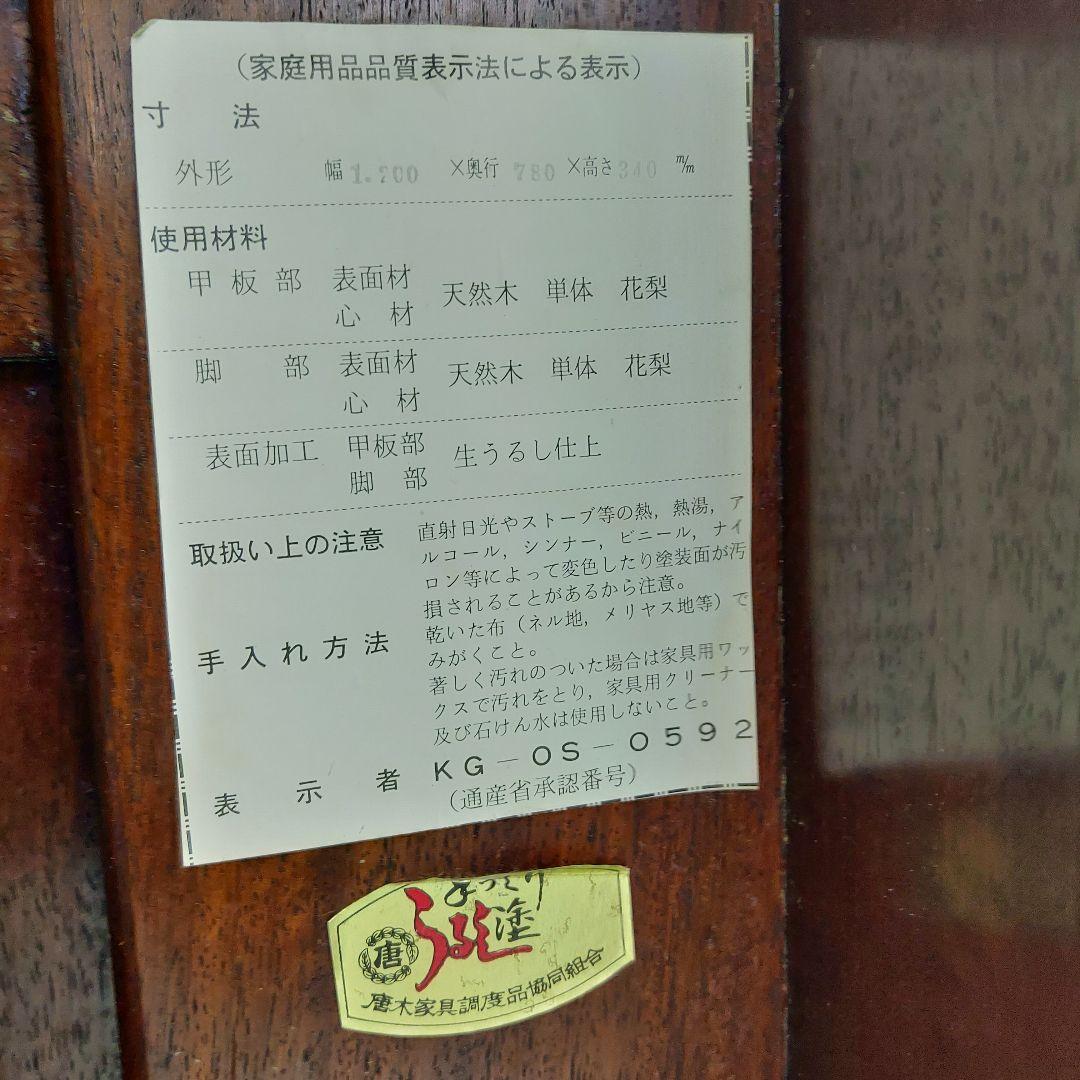 （家庭用品品質表示法による表示）
寸 法
外形 幅 1.200 ×奥行 780 ×高さ 340 m/m
使用材料
甲板部 表面材
心材 天然木 単体 花梨
脚部 表面材
心材 天然木 単体 花梨
表面加工 甲板部
脚部 生うるし仕上
取扱い上の注意 直射日光やストーブ等の熱，熱湯，ア
ルコール，シンナー，ビニール，ナイ
ロン等によって変色したり塗装面が汚
損されることがあるから注意。
手入れ方法 乾いた布（ネル地，メリヤス地等）で
みがくこと。
著しく汚れのついた場合は家具用ワッ
クスで汚れをとり，家具用クリーナー
及び石けん水は使用しないこと。
表示者 KG－OS－0592
（通産省承認番号）
うるし塗
唐
唐木家具調度品協同組合